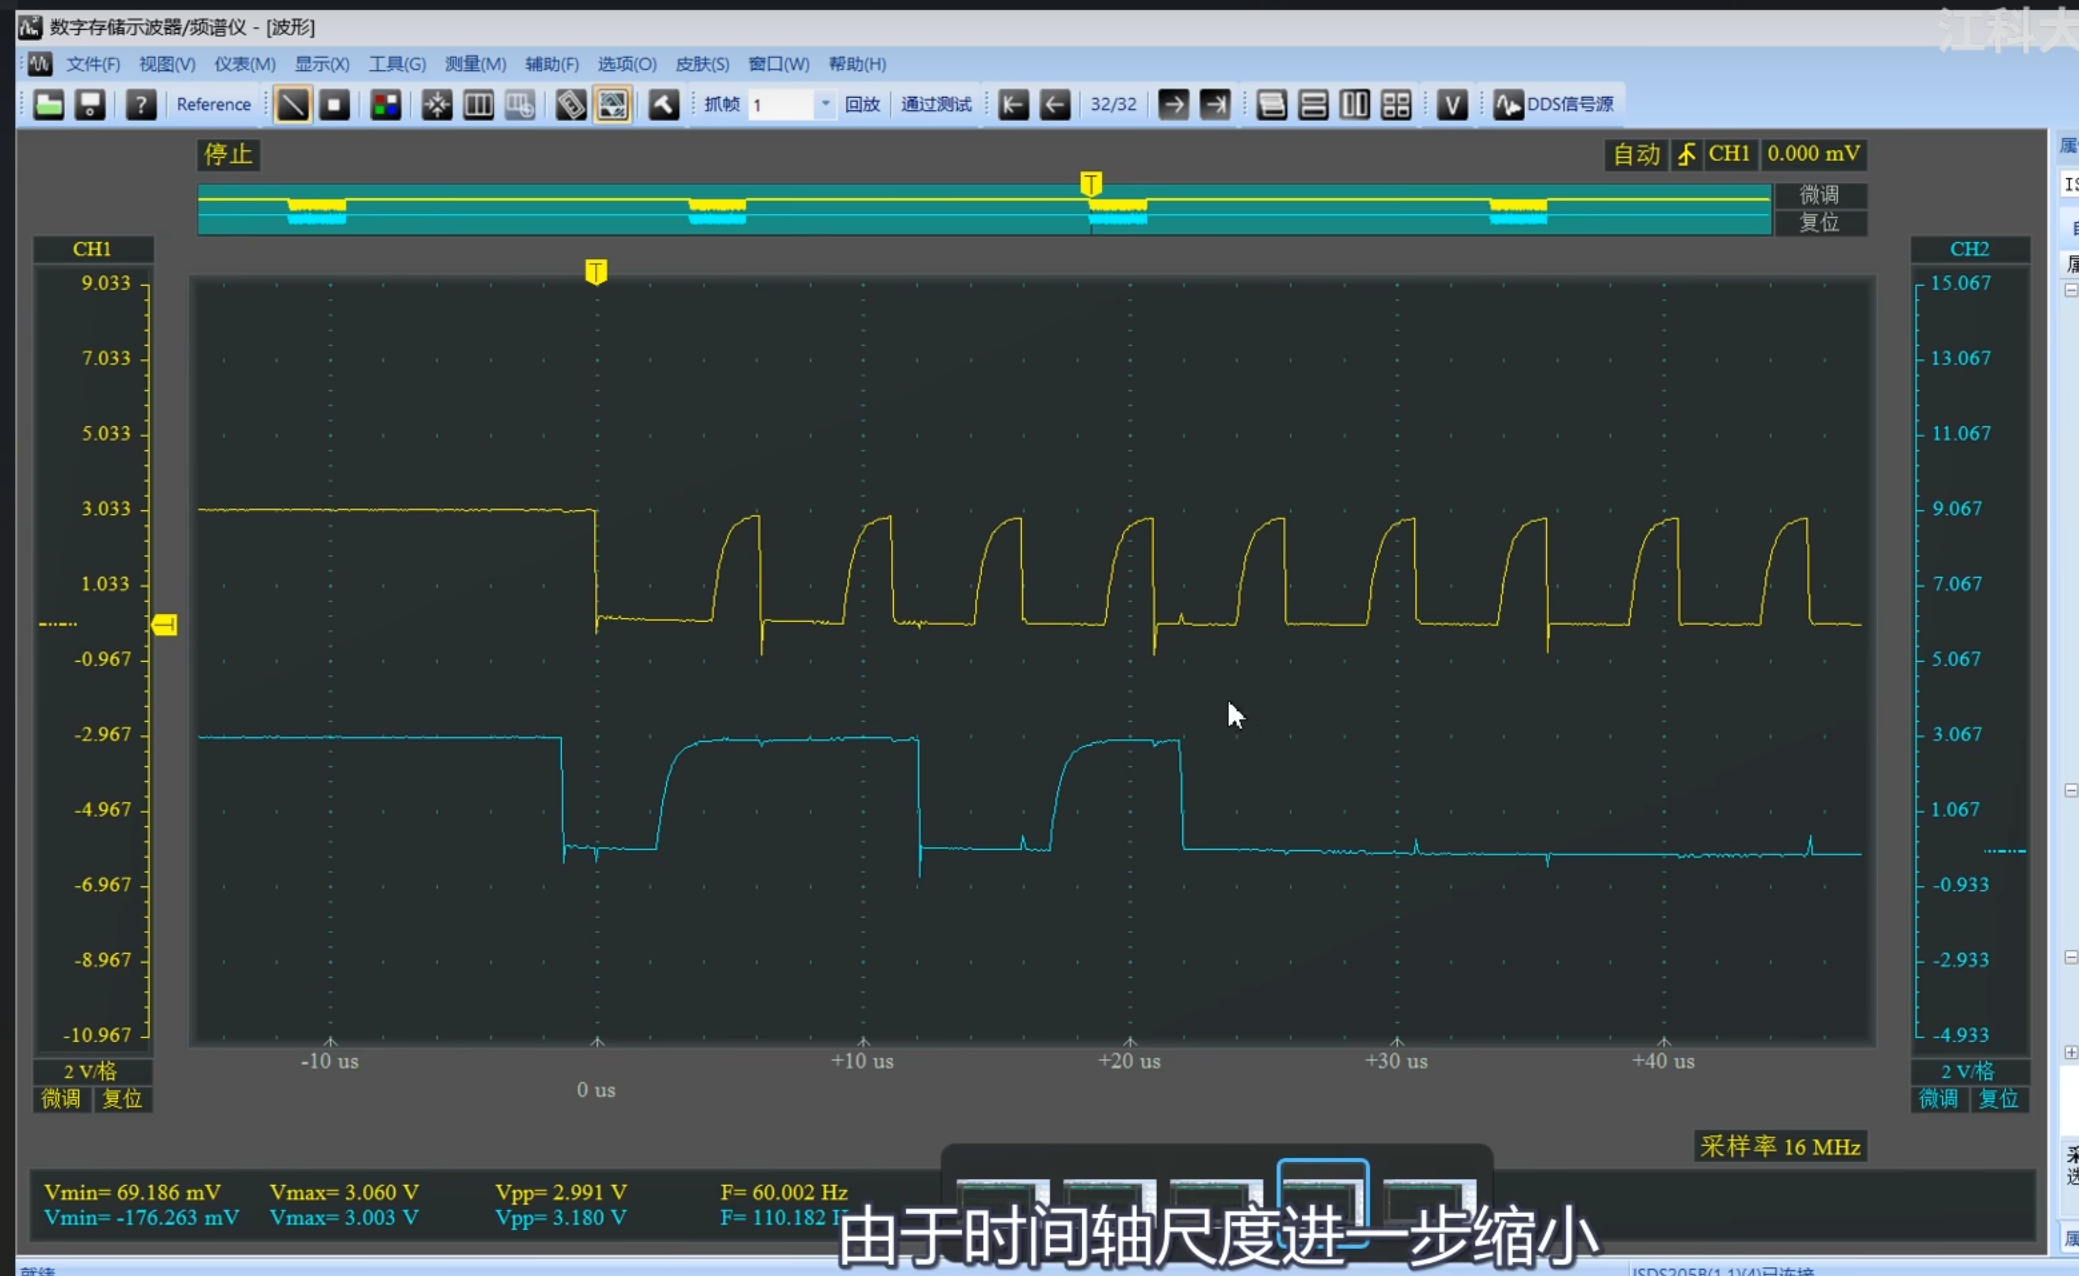 数字存储示波器/频谱仪 - [波形]
江科大
文件(F) 视图(V) 仪表(M) 显示(X) 工具(G) 测量(M) 辅助(F) 选项(O) 皮肤(S) 窗口(W) 帮助(H)
? Reference 抓帧 1 回放 通过测试 32/32 V DDS信号源
停止 自动 CH1 0.000 mV
T
微调
复位
CH1 T CH2
9.033 15.067
7.033 13.067
5.033 11.067
3.033 9.067
1.033 7.067
-0.967 5.067
-2.967 3.067
-4.967 1.067
-6.967 -0.933
-8.967 -2.933
-10.967 -4.933
-10 us 0 us +10 us +20 us +30 us +40 us
2 V/格 2 V/格
微调 复位 微调 复位
采样率 16 MHz
Vmin= 69.186 mV Vmax= 3.060 V Vpp= 2.991 V F= 60.002 Hz
Vmin= -176.263 mV Vmax= 3.003 V Vpp= 3.180 V F= 110.182
由于时间轴尺度进一步缩小